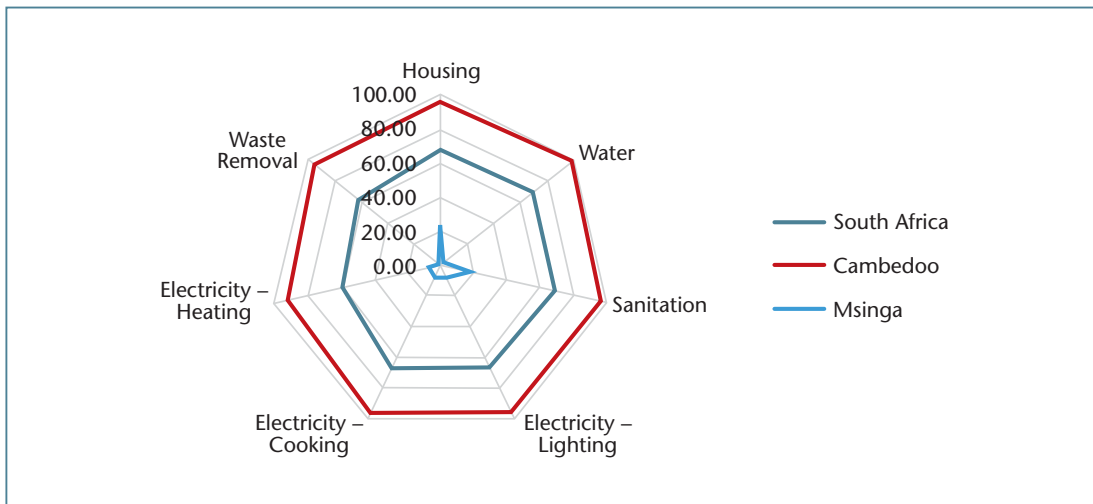 Housing
100.00
80.00
60.00
40.00
20.00
0.00
Water
Sanitation
Electricity –
Lighting
Electricity –
Cooking
Electricity –
Heating
Waste
Removal
South Africa
Cambedoo
Msinga